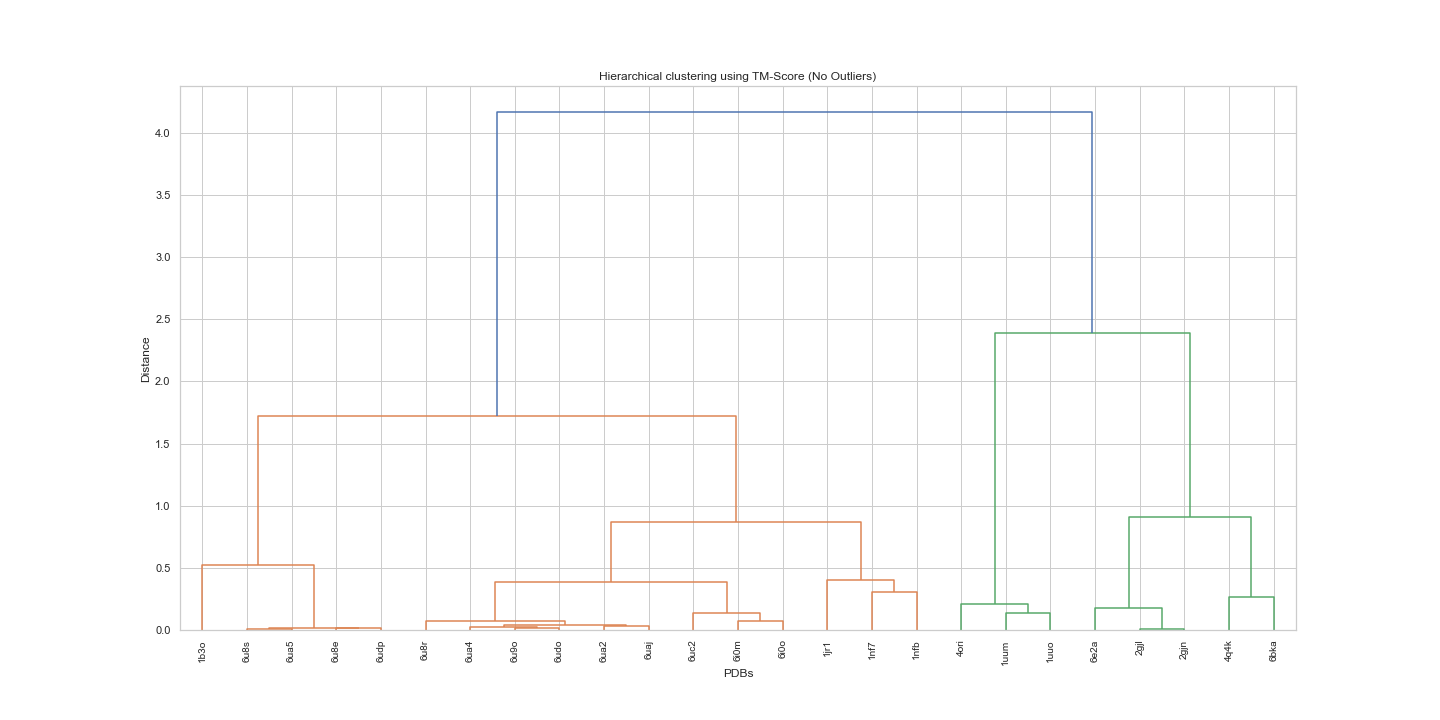 Hierarchical clustering using TM-Score (No Outliers)
4.0
3.5
3.0
2.5
2.0
1.5
1.0
0.5
0.0
Distance
1b3o 6u8s 6ua5 6u8e 6udp 6u8r 6ua4 6u9o 6udo 6ua2 6uaj 6uc2 6i0m 6i0o 1jr1 1nf7 1nfb 4ori 1uum 1uuo 6e2a 2gjl 2gjn 4q4k 6bka
PDBs